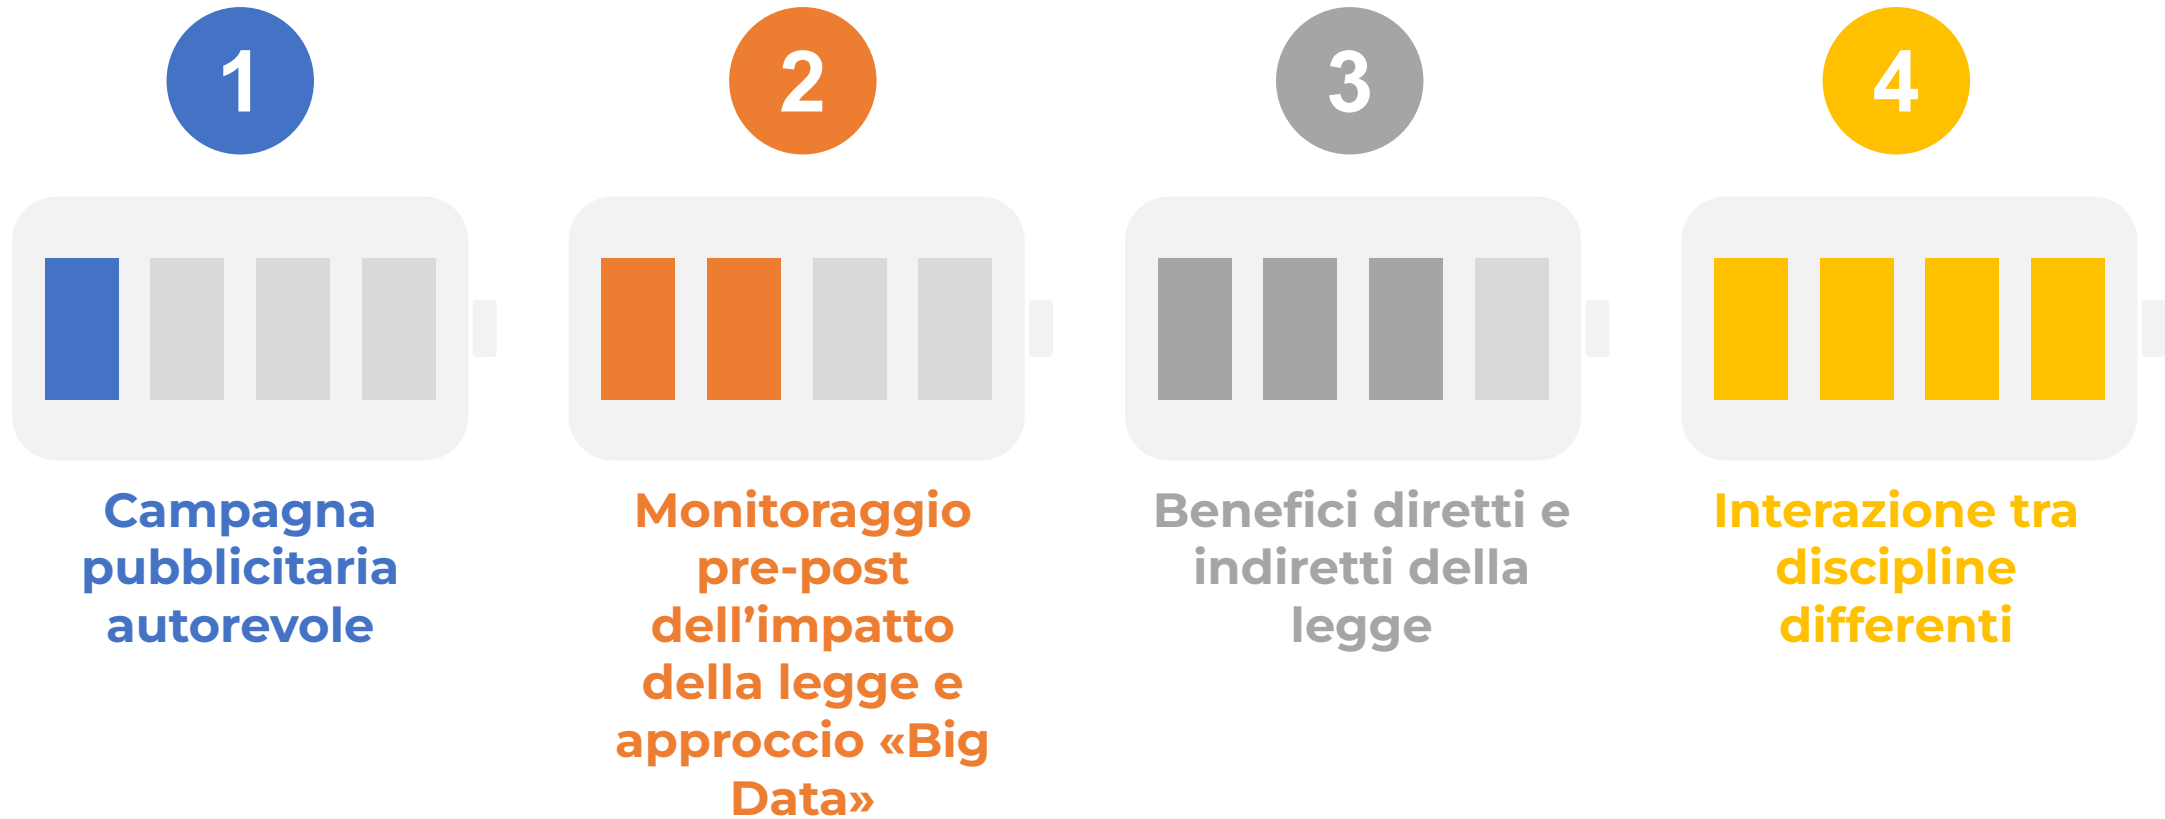 1
2
3
4
Campagna
pubblicitaria
autorevole
Monitoraggio
pre-post
dell’impatto
della legge e
approccio «Big
Data»
Benefici diretti e
indiretti della
legge
Interazione tra
discipline
differenti